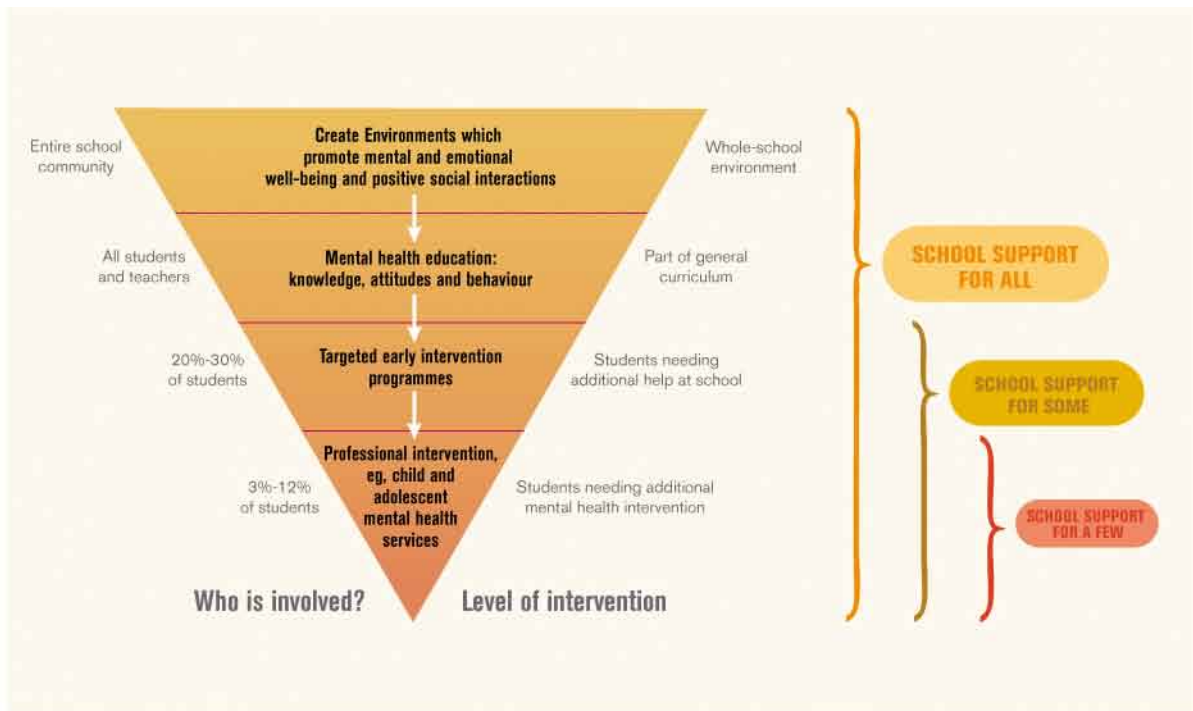 Entire school
community
Create Environments which
promote mental and emotional
well-being and positive social interactions
Whole-school
environment
All students
and teachers
Mental health education:
knowledge, attitudes and behaviour
Part of general
curriculum
20%-30%
of students
Targeted early intervention
programmes
Students needing
additional help at school
3%-12%
of students
Professional intervention,
eg, child and
adolescent
mental health
services
Students needing additional
mental health intervention
Who is involved?
Level of intervention
SCHOOL SUPPORT
FOR ALL
SCHOOL SUPPORT
FOR SOME
SCHOOL SUPPORT
FOR A FEW